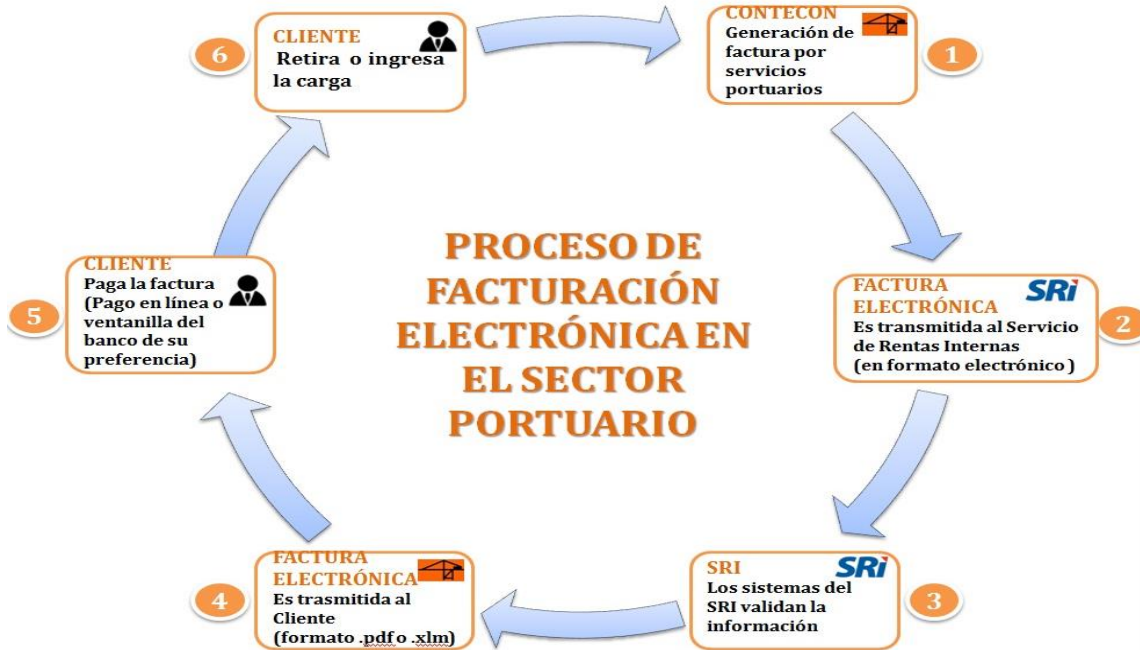 CONTECON
Generación de
factura por
servicios
portuarios
1
FACTURA
ELECTRÓNICA
SRi
Es transmitida al Servicio
de Rentas Internas
(en formato electrónico )
2
SRI
SRi
Los sistemas del
SRI validan la
información
3
FACTURA
ELECTRÓNICA
Es trasmitida al
Cliente
(formato .pdf o .xlm)
4
CLIENTE
Paga la factura
(Pago en línea o
ventanilla del
banco de su
preferencia)
5
CLIENTE
Retira o ingresa
la carga
6
PROCESO DE
FACTURACIÓN
ELECTRÓNICA EN
EL SECTOR
PORTUARIO